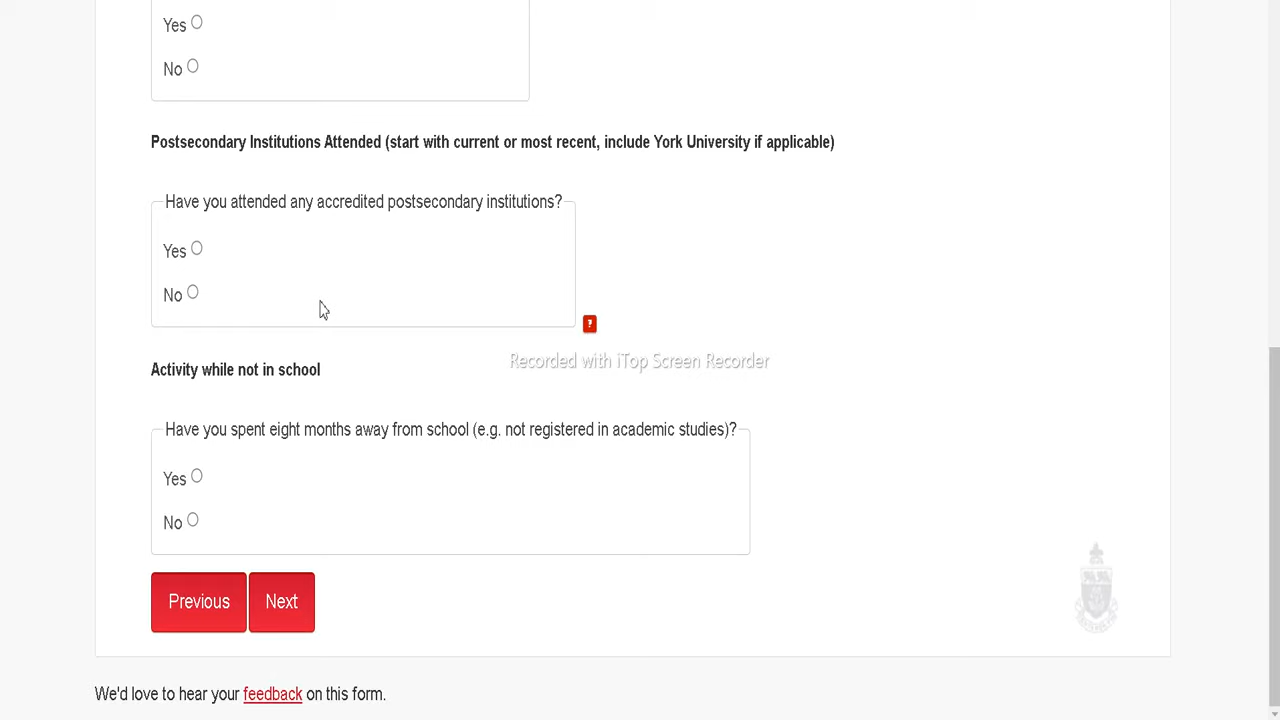 Yes
No
Postsecondary Institutions Attended (start with current or most recent, include York University if applicable)
Have you attended any accredited postsecondary institutions?
Yes
No
?
Recorded with iTop Screen Recorder
Activity while not in school
Have you spent eight months away from school (e.g. not registered in academic studies)?
Yes
No
Previous Next
We'd love to hear your feedback on this form.